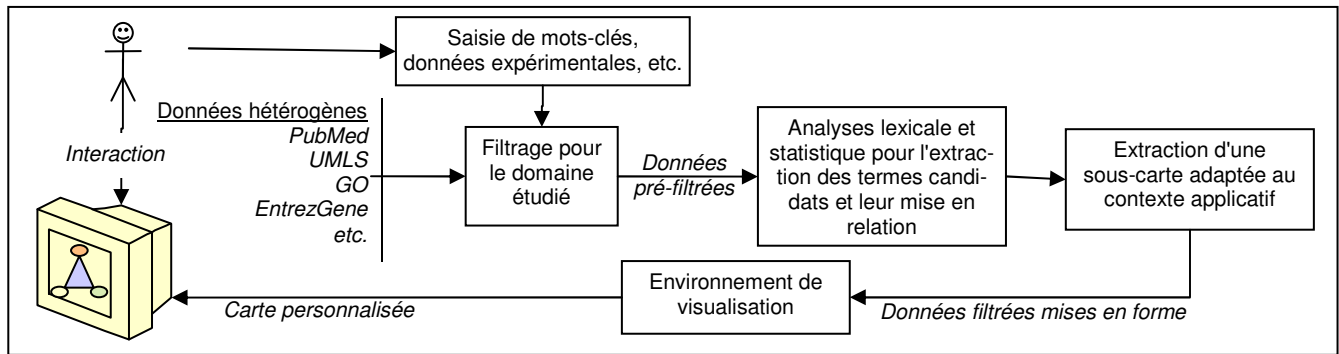 Saisie de mots-clés,
données expérimentales, etc.
Données hétérogènes
PubMed
UMLS
GO
EntrezGene
etc.
Interaction
Filtrage pour
le domaine
étudié
Données
pré-filtrées
Analyses lexicale et
statistique pour l'extrac-
tion des termes candi-
dats et leur mise en
relation
Extraction d'une
sous-carte adaptée au
contexte applicatif
Données filtrées mises en forme
Environnement de
visualisation
Carte personnalisée